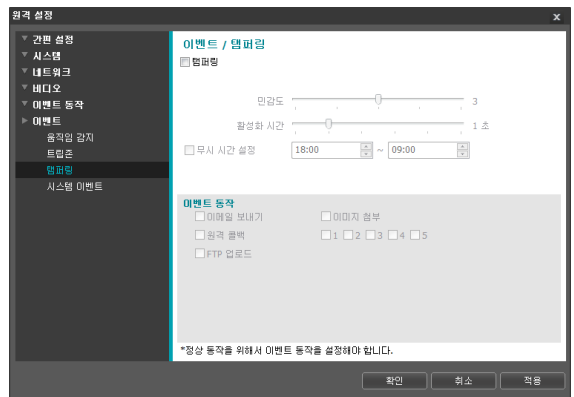 원격 설정 x
간편 설정
시스템
네트워크
비디오
이벤트 동작
이벤트
움직임 감지
트립존
탬퍼링
시스템 이벤트
이벤트 / 탬퍼링
탬퍼링
민감도 3
활성화 시간 1 초
무시 시간 설정 18:00 ~ 09:00
이벤트 동작
이메일 보내기 이미지 첨부
원격 콜백 1 2 3 4 5
FTP 업로드
*정상 동작을 위해서 이벤트 동작을 설정해야 합니다.
확인 취소 적용